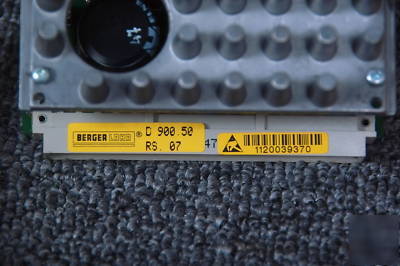 BERGER LAHR ® D 900.50
RS. 07
47
1120039370